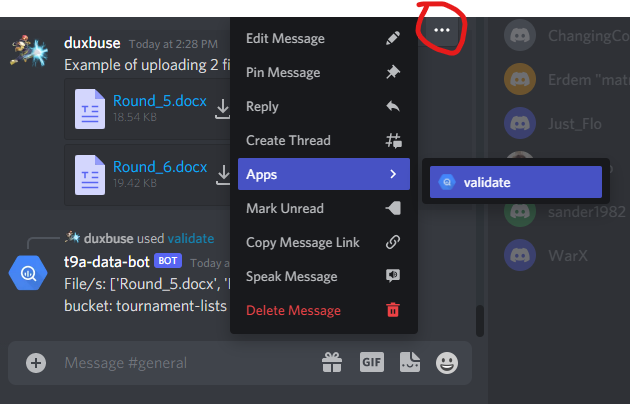 duxbuse Today at 2:28 PM
Example of uploading 2 fi
Round_5.docx
18.54 KB
Round_6.docx
19.42 KB
duxbuse used validate
t9a-data-bot BOT Today a
File/s: ['Round_5.docx', '
bucket: tournament-lists
Message #general
GIF
Edit Message
Pin Message
Reply
Create Thread
Apps
Mark Unread
Copy Message Link
Speak Message
Delete Message
validate
ChangingCo
Erdem "mat
Just_Flo
sander1982
WarX